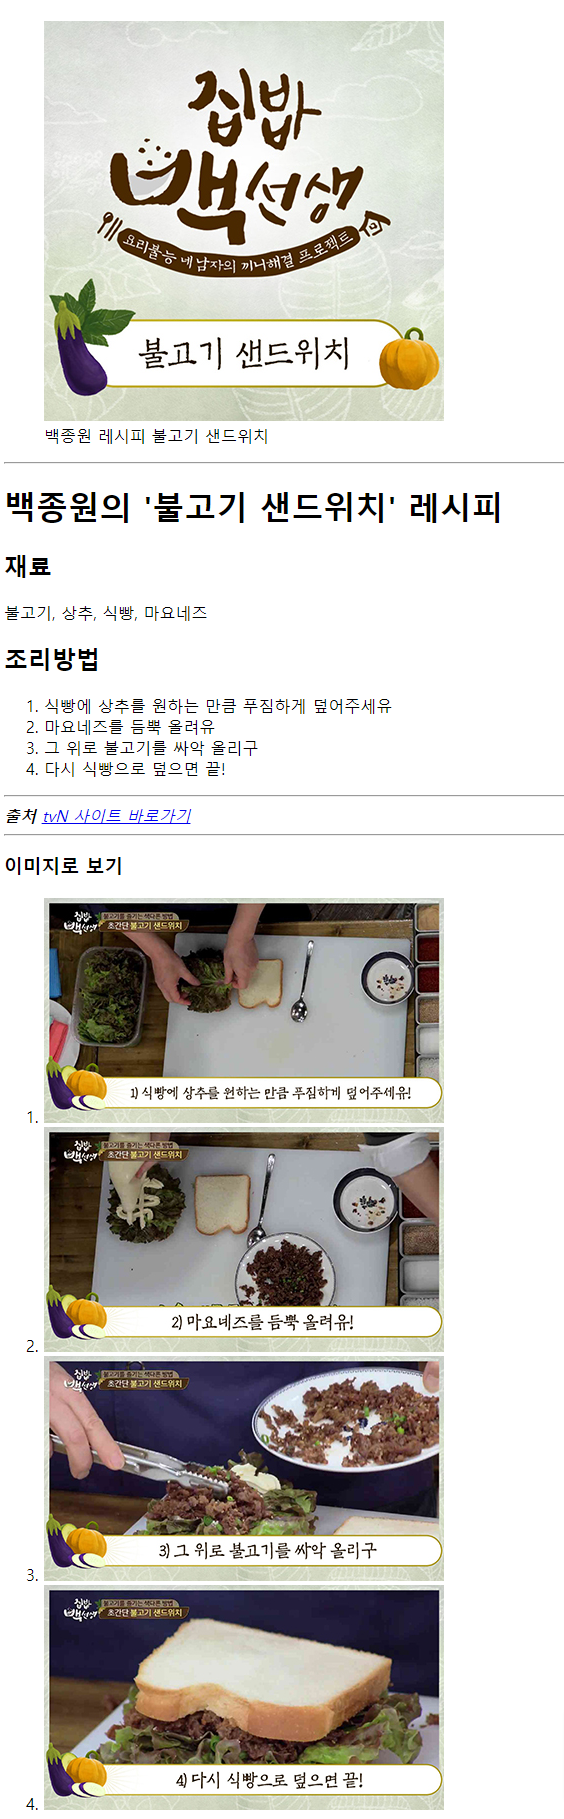 집밥
백선생
요리불능 네 남자의 끼니해결 프로젝트
불고기 샌드위치
백종원 레시피 불고기 샌드위치
백종원의 '불고기 샌드위치' 레시피
재료
불고기, 상추, 식빵, 마요네즈
조리방법
1. 식빵에 상추를 원하는 만큼 푸짐하게 덮어주세유
2. 마요네즈를 듬뿍 올려유
3. 그 위로 불고기를 싸악 올리구
4. 다시 식빵으로 덮으면 끝!
출처 tvN 사이트 바로가기
이미지로 보기
집밥
백선생
불고기를 즐기는 색다른 방법
초간단 불고기 샌드위치
1) 식빵에 상추를 원하는 만큼 푸짐하게 덮어주세유!
1.
집밥
백선생
불고기를 즐기는 색다른 방법
초간단 불고기 샌드위치
2) 마요네즈를 듬뿍 올려유!
2.
집밥
백선생
불고기를 즐기는 색다른 방법
초간단 불고기 샌드위치
3) 그 위로 불고기를 싸악 올리구
3.
집밥
백선생
불고기를 즐기는 색다른 방법
초간단 불고기 샌드위치
4) 다시 식빵으로 덮으면 끝!
4.